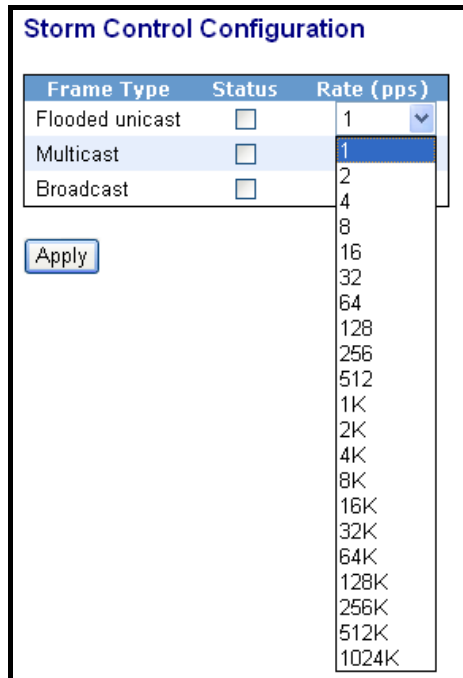 Storm Control Configuration
Frame Type Status Rate (pps)
Flooded unicast 1
Multicast
Broadcast
1
2
4
8
16
32
64
128
256
512
1K
2K
4K
8K
16K
32K
64K
128K
256K
512K
1024K
Apply